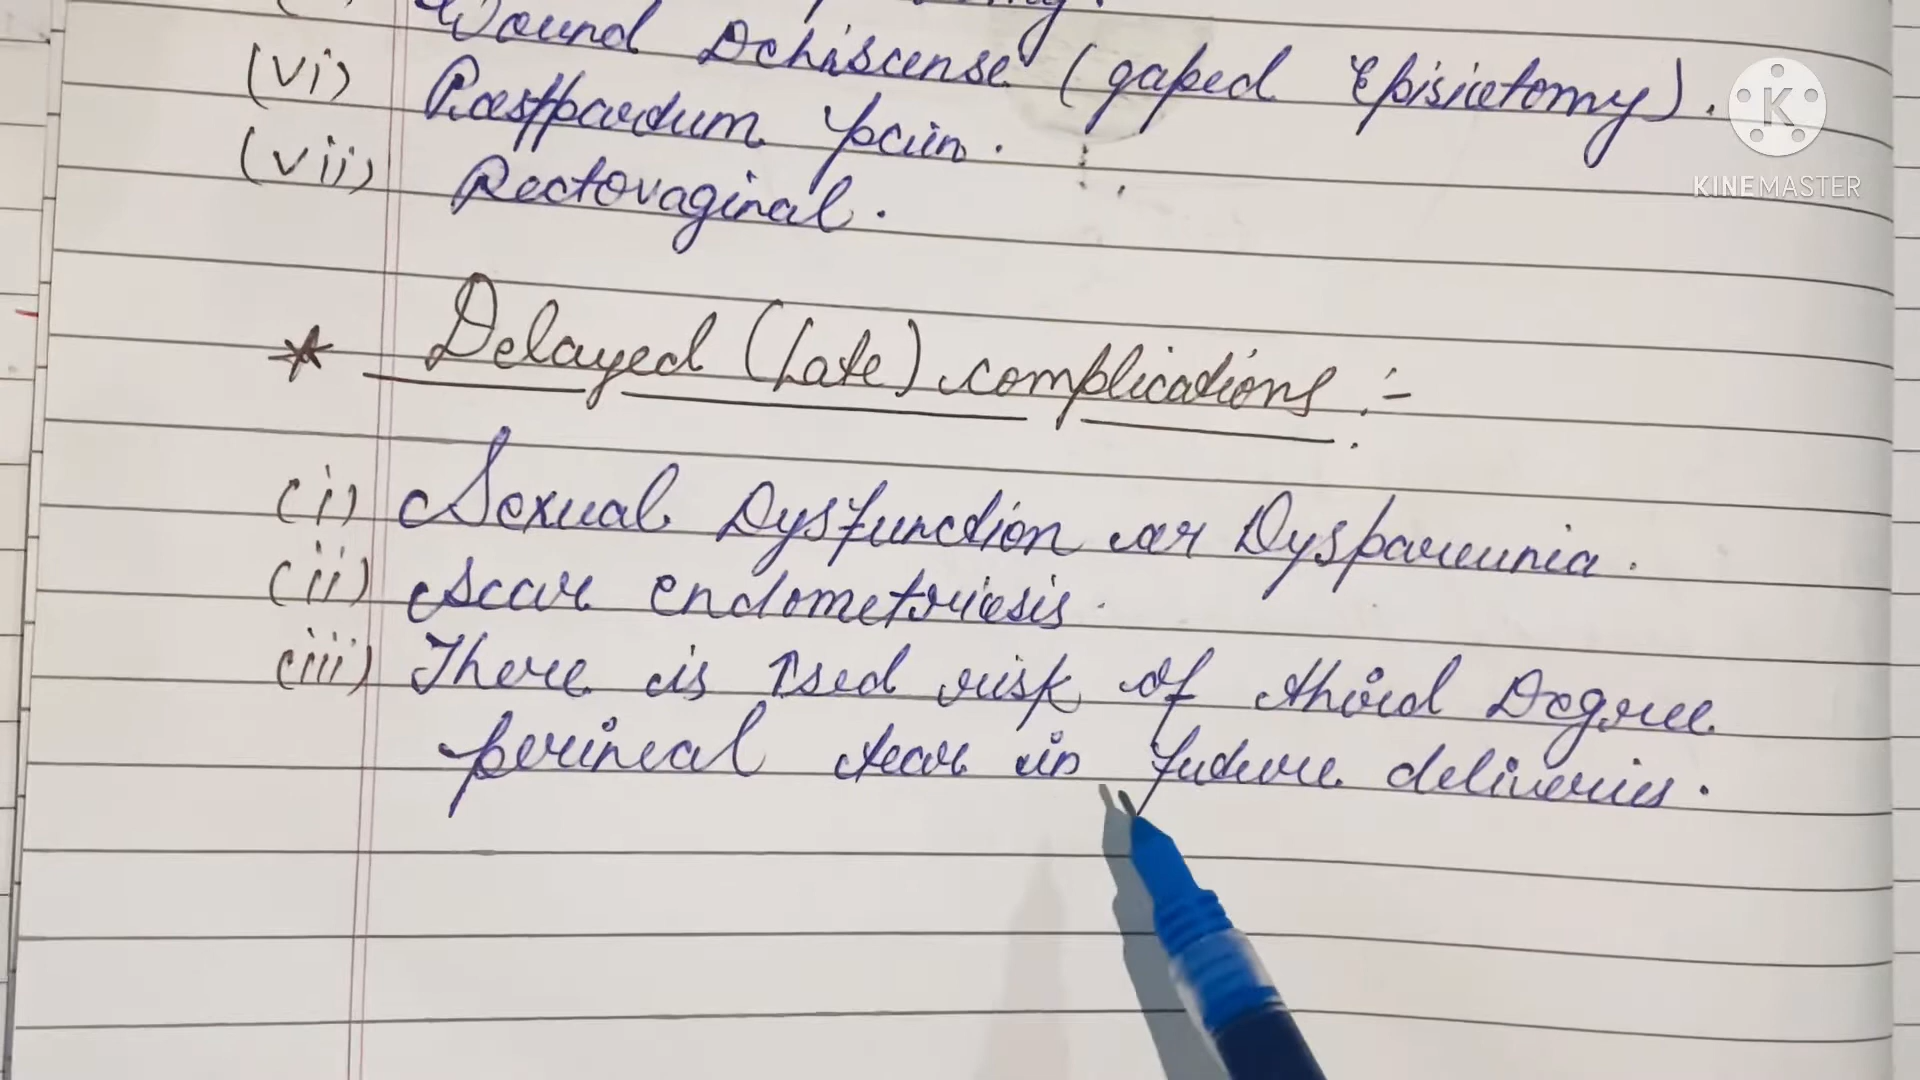 Wound Dehiscense (gaped Episiotomy).
(vi) Postpartum pain.
(vii) Rectovaginal.
* Delayed (Late) complications :-
(i) Sexual Dysfunction or Dyspareunia.
(ii) Scar endometriosis.
(iii) There is ↑sed risk of third Degree
perineal tear in future deliveries.
K
KINEMASTER